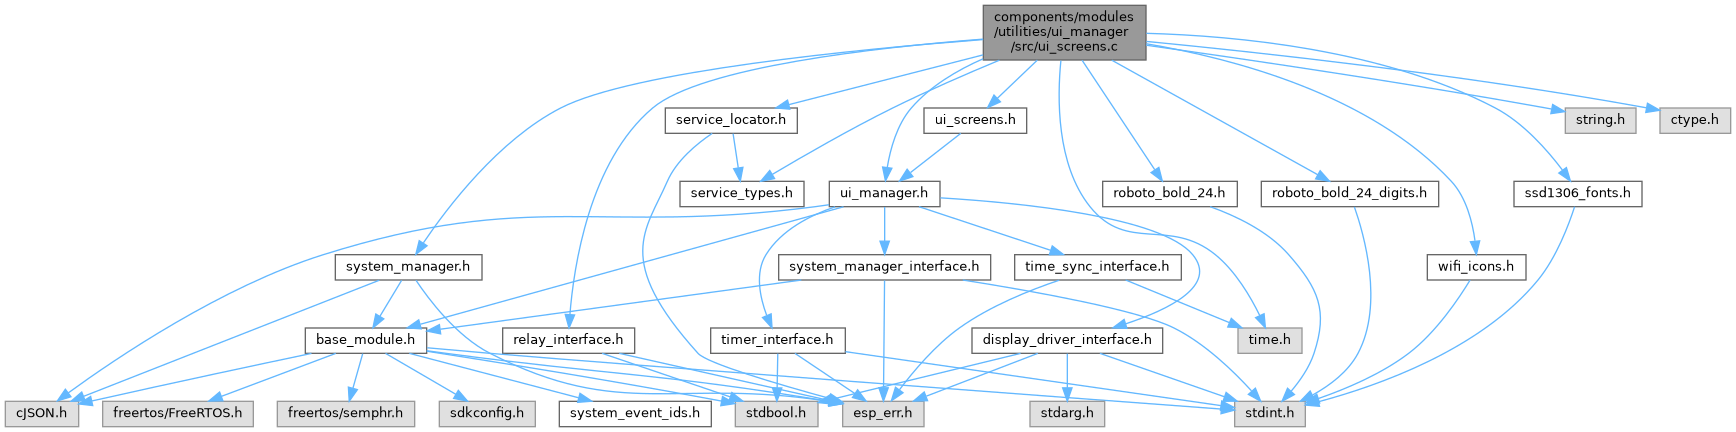 components/modules
/utilities/ui_manager
/src/ui_screens.c
service_locator.h
ui_screens.h
string.h
ctype.h
service_types.h
ui_manager.h
roboto_bold_24.h
roboto_bold_24_digits.h
ssd1306_fonts.h
system_manager.h
system_manager_interface.h
time_sync_interface.h
wifi_icons.h
base_module.h
relay_interface.h
timer_interface.h
display_driver_interface.h
time.h
cJSON.h
freertos/FreeRTOS.h
freertos/semphr.h
sdkconfig.h
system_event_ids.h
stdbool.h
esp_err.h
stdarg.h
stdint.h